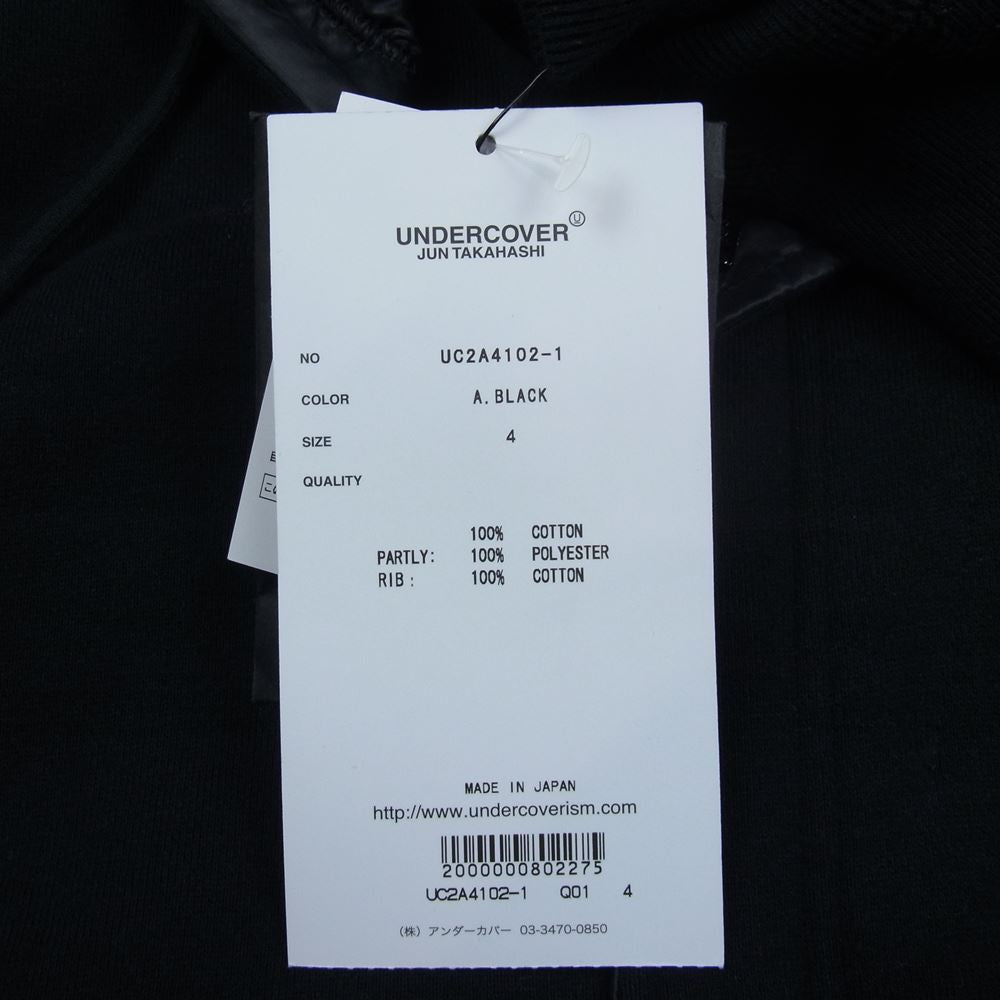 UNDERCOVER Ⓤ
JUN TAKAHASHI
NO UC2A4102-1
COLOR A.BLACK
SIZE 4
QUALITY
100% COTTON
PARTLY: 100% POLYESTER
RIB: 100% COTTON
MADE IN JAPAN
http://www.undercoverism.com
2000000802275
UC2A4102-1 Q01 4
(株) アンダーカバー 03-3470-0850